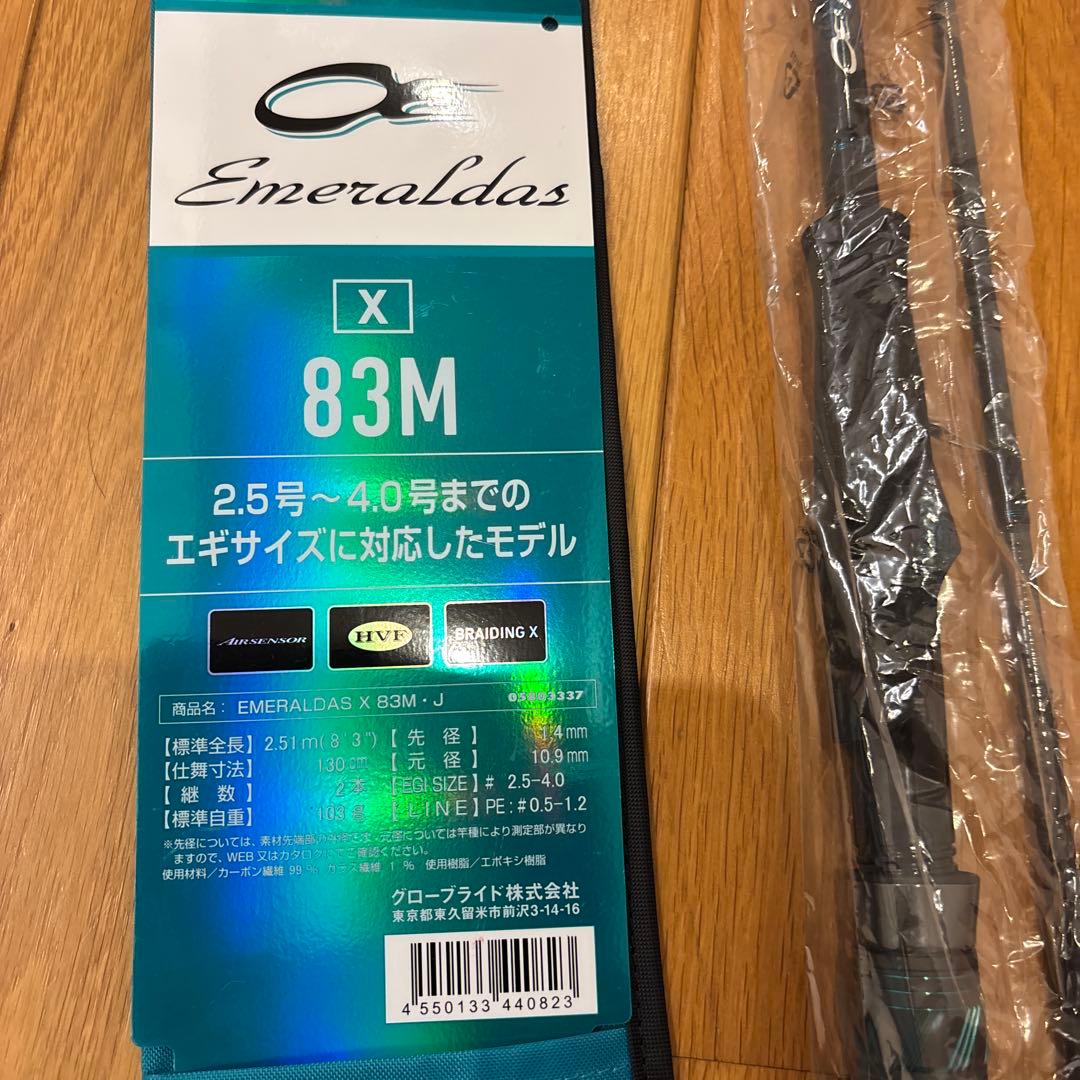 Emeraldas
X
83M
2.5号～4.0号までの
エギサイズに対応したモデル
AIRSENSOR
HVF
BRAIDING X
商品名： EMERALDAS X 83M・J 05803337
【標準全長】2.51m(8'3")【先 径】 1.4mm
【仕舞寸法】 130cm 【元 径】 10.9mm
【継 数】 2本 【EGI SIZE】# 2.5-4.0
【標準自重】 103g 【LINE】PE:#0.5-1.2
※先径については、素材先端部 元径については竿種により測定部が異なり
ますので、WEB又はカタログにてご確認ください。
使用材料／カーボン繊維 99% ガラス繊維 1% 使用樹脂／エポキシ樹脂
グローブライド株式会社
東京都東久留米市前沢3-14-16
4 550133 440823